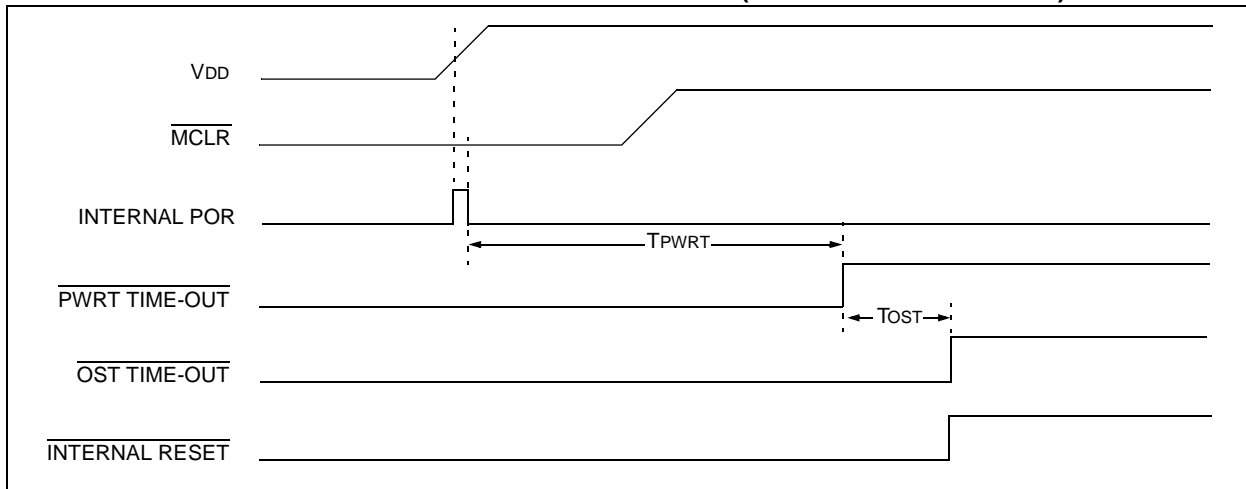 VDD
MCLR
INTERNAL POR
TPWRT
PWRT TIME-OUT
TOST
OST TIME-OUT
INTERNAL RESET